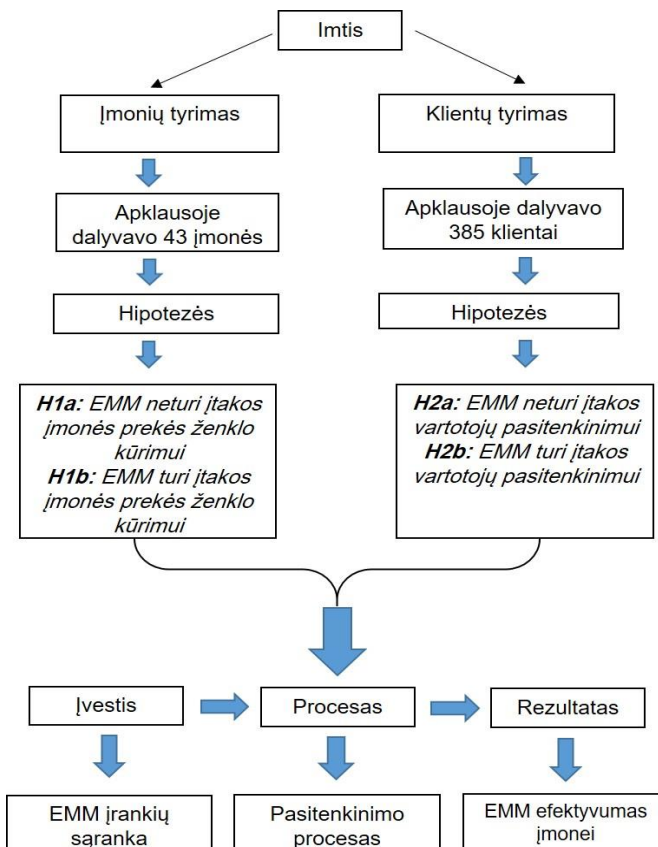 Imtis
Įmonių tyrimas
Klientų tyrimas
Apklausoje
dalyvavo 43 įmonės
Apklausoje dalyvavo
385 klientai
Hipotezės
Hipotezės
H1a: EMM neturi įtakos
įmonės prekės ženklo
kūrimui
H1b: EMM turi įtakos
įmonės prekės ženklo
kūrimui
H2a: EMM neturi įtakos
vartotojų pasitenkinimui
H2b: EMM turi įtakos
vartotojų pasitenkinimui
Įvestis
Procesas
Rezultatas
EMM įrankių
sąranka
Pasitenkinimo
procesas
EMM efektyvumas
įmonei